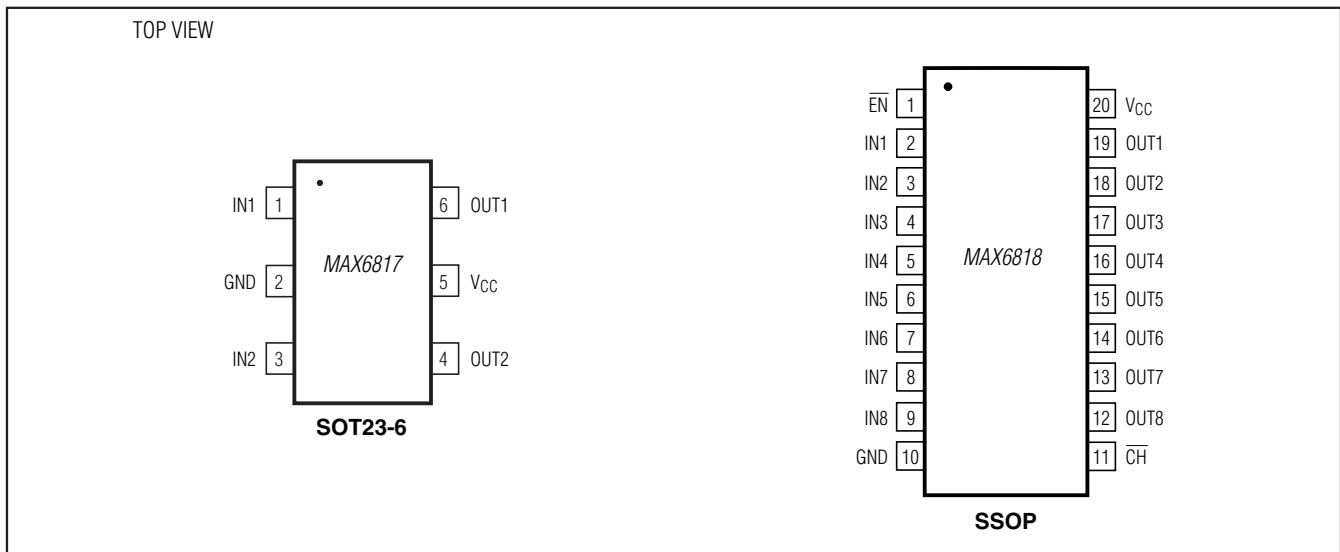 TOP VIEW
IN1 1
GND 2
IN2 3
MAX6817
6 OUT1
5 VCC
4 OUT2
SOT23-6
E̅N̅ 1
IN1 2
IN2 3
IN3 4
IN4 5
IN5 6
IN6 7
IN7 8
IN8 9
GND 10
MAX6818
20 VCC
19 OUT1
18 OUT2
17 OUT3
16 OUT4
15 OUT5
14 OUT6
13 OUT7
12 OUT8
11 C̅H̅
SSOP